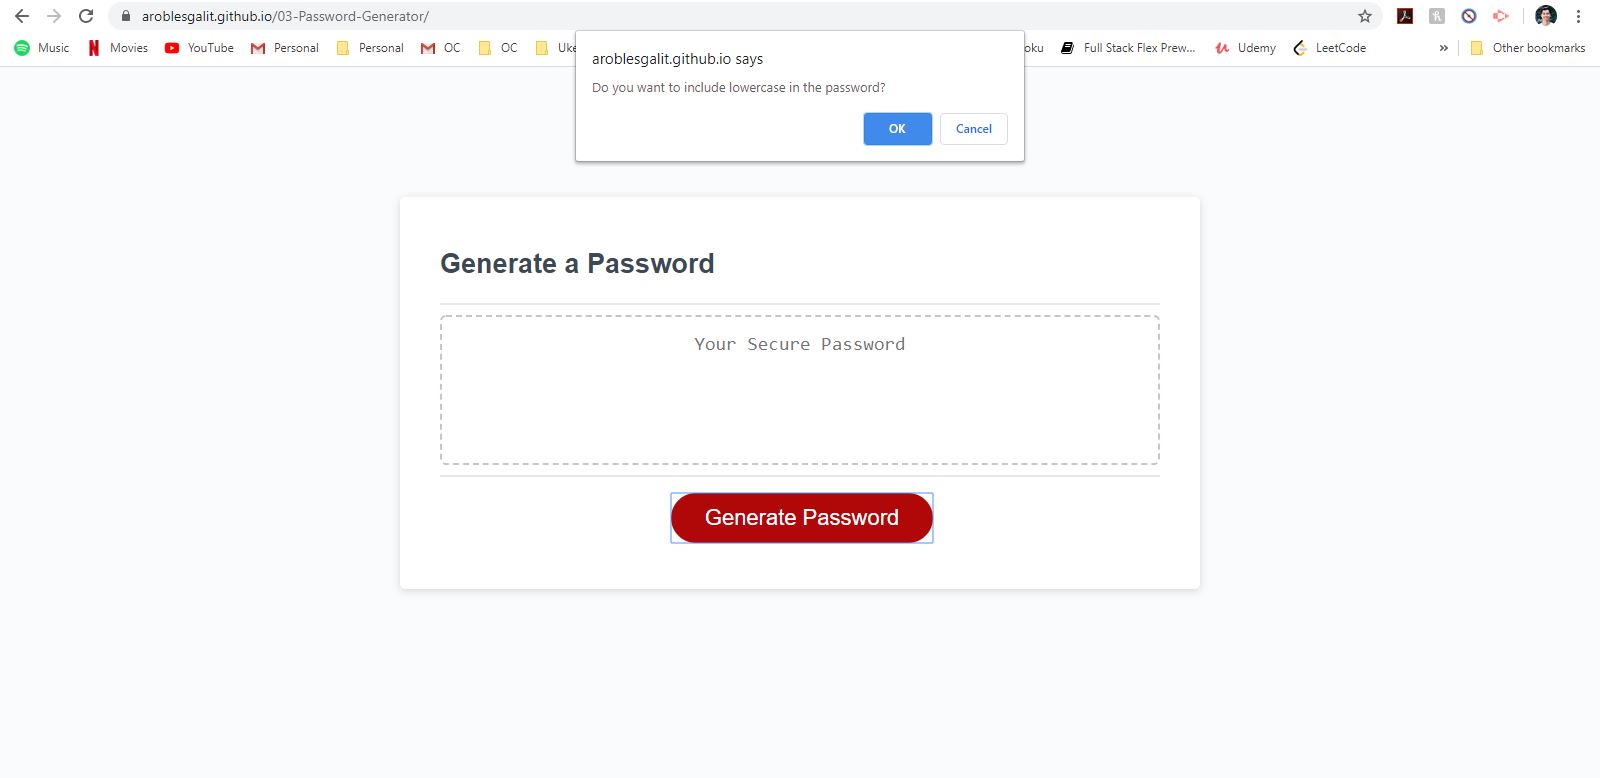 aroblesgalit.github.io/03-Password-Generator/
Music Movies YouTube Personal Personal OC OC Uke oku Full Stack Flex Prew... Udemy LeetCode » Other bookmarks
aroblesgalit.github.io says
Do you want to include lowercase in the password?
OK Cancel
Generate a Password
Your Secure Password
Generate Password